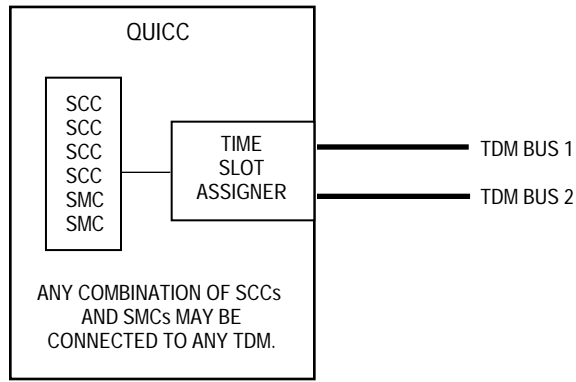 QUICC
SCC
SCC
SCC
SCC
SMC
SMC
TIME
SLOT
ASSIGNER
TDM BUS 1
TDM BUS 2
ANY COMBINATION OF SCCs
AND SMCs MAY BE
CONNECTED TO ANY TDM.